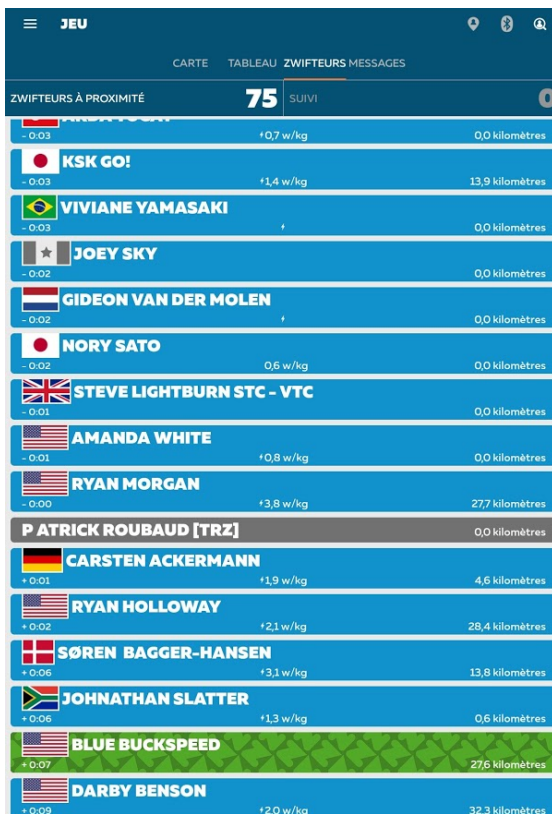 JEU
CARTE TABLEAU ZWIFTEURS MESSAGES
ZWIFTEURS À PROXIMITÉ 75 SUIVI 0
- 0:03 0,7 w/kg 0,0 kilomètres
KSK GO!
- 0:03 1,4 w/kg 13,9 kilomètres
VIVIANE YAMASAKI
- 0:03 0,0 kilomètres
JOEY SKY
- 0:02 0,0 kilomètres
GIDEON VAN DER MOLEN
- 0:02 0,0 kilomètres
NORY SATO
- 0:02 0,6 w/kg 0,0 kilomètres
STEVE LIGHTBURN STC - VTC
- 0:01 0,0 kilomètres
AMANDA WHITE
- 0:01 0,8 w/kg 0,0 kilomètres
RYAN MORGAN
- 0:00 3,8 w/kg 27,7 kilomètres
P ATRICK ROUBAUD [TRZ] 0,0 kilomètres
CARSTEN ACKERMANN
+ 0:01 1,9 w/kg 4,6 kilomètres
RYAN HOLLOWAY
+ 0:02 2,1 w/kg 28,4 kilomètres
SØREN BAGGER-HANSEN
+ 0:06 3,1 w/kg 13,8 kilomètres
JOHNATHAN SLATTER
+ 0:06 1,3 w/kg 0,6 kilomètres
BLUE BUCKSPEED
+ 0:07 27,6 kilomètres
DARBY BENSON
+ 0:09 2,0 w/kg 32,3 kilomètres